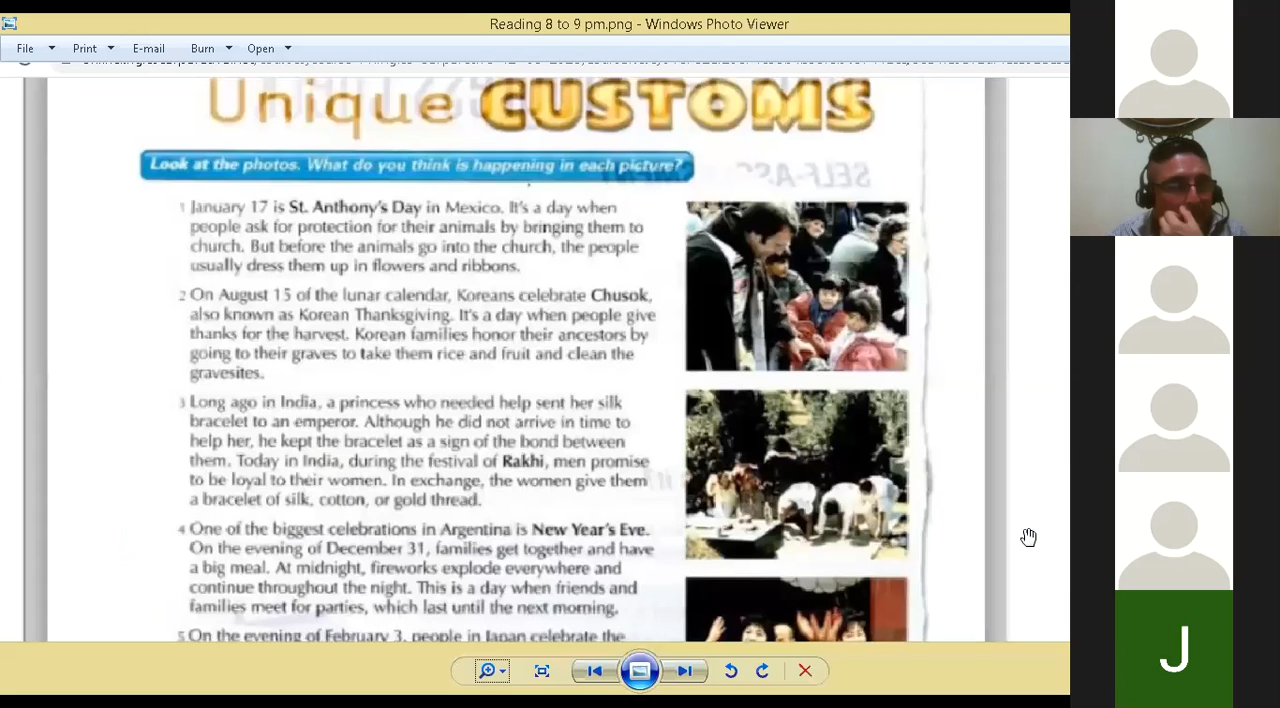 Reading 8 to 9 pm.png - Windows Photo Viewer
File Print E-mail Burn Open
Unique CUSTOMS
Look at the photos. What do you think is happening in each picture?
1 January 17 is St. Anthony's Day in Mexico. It's a day when
people ask for protection for their animals by bringing them to
church. But before the animals go into the church, the people
usually dress them up in flowers and ribbons.
2 On August 15 of the lunar calendar, Koreans celebrate Chusok,
also known as Korean Thanksgiving. It's a day when people give
thanks for the harvest. Korean families honor their ancestors by
going to their graves to take them rice and fruit and clean the
gravesites.
3 Long ago in India, a princess who needed help sent her silk
bracelet to an emperor. Although he did not arrive in time to
help her, he kept the bracelet as a sign of the bond between
them. Today in India, during the festival of Rakhi, men promise
to be loyal to their women. In exchange, the women give them
a bracelet of silk, cotton, or gold thread.
4 One of the biggest celebrations in Argentina is New Year's Eve.
On the evening of December 31, families get together and have
a big meal. At midnight, fireworks explode everywhere and
continue throughout the night. This is a day when friends and
families meet for parties, which last until the next morning.
5 On the evening of February 3, people in Japan celebrate the
J